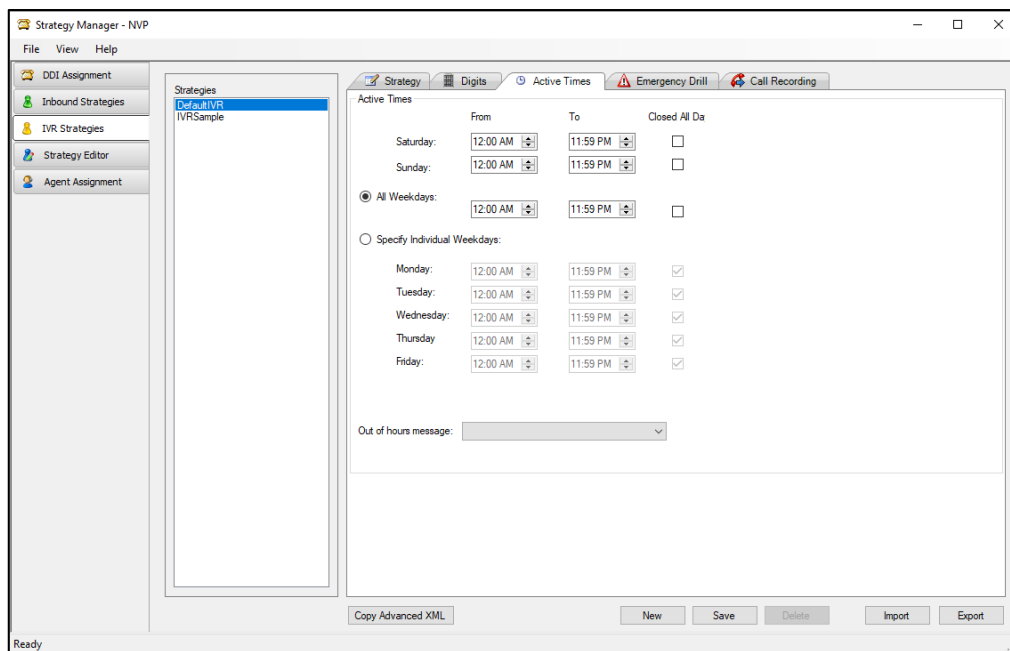 Strategy Manager - NVP
File View Help
DDI Assignment
Inbound Strategies
IVR Strategies
Strategy Editor
Agent Assignment
Strategies
DefaultIVR
IVRSample
Strategy Digits Active Times Emergency Drill Call Recording
Active Times
From To Closed All Da
Saturday: 12:00 AM 11:59 PM
Sunday: 12:00 AM 11:59 PM
All Weekdays:
12:00 AM 11:59 PM
Specify Individual Weekdays:
Monday: 12:00 AM 11:59 PM
Tuesday: 12:00 AM 11:59 PM
Wednesday: 12:00 AM 11:59 PM
Thursday 12:00 AM 11:59 PM
Friday: 12:00 AM 11:59 PM
Out of hours message:
Copy Advanced XML New Save Delete Import Export
Ready